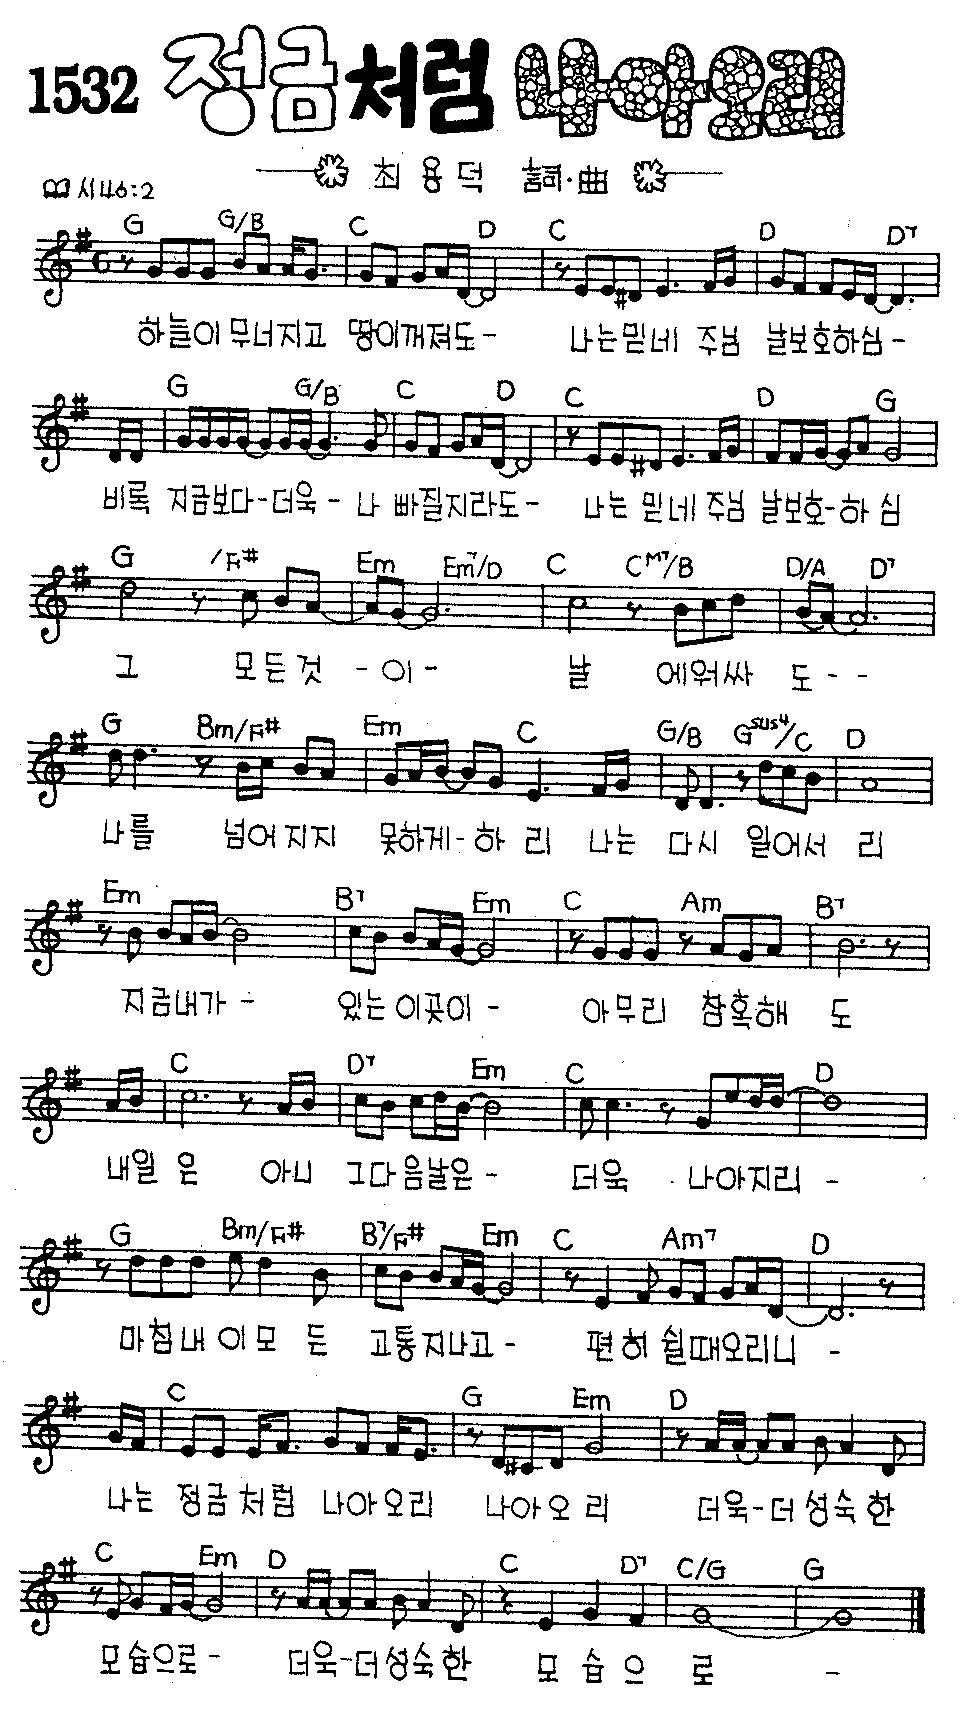 1532 정금처럼 나아오리
최용덕 詞·曲
시46:2
G G/B C D C D D7
하늘이 무너지고 땅이꺼져도- 나는믿네 주님 날보호하심-
G G/B C D C D G
비록 지금보다-더욱- 나 빠질지라도- 나는 믿네 주님 날보호-하심
G /F# Em Em7/D C CM7/B D/A D7
그 모든것 -이- 날 에워싸 도--
G Bm/F# Em C G/B Gsus4/C D
나를 넘어지지 못하게-하 리 나는 다시 일어서 리
Em B7 Em C Am B7
지금내가- 있는이곳이- 아무리 참혹해 도
C D7 Em C D
내일 은 아니 그다음날은- 더욱 나아지리 -
G Bm/F# B7/F# Em C Am7 D
마침내 이모 든 고통지나고- 편히 쉴때오리니 -
C G Em D
나는 정금처럼 나아오리 나아오 리 더욱-더성숙한
C Em D C D7 C/G G
모습으로- 더욱-더성숙한 모 습 으 로 -